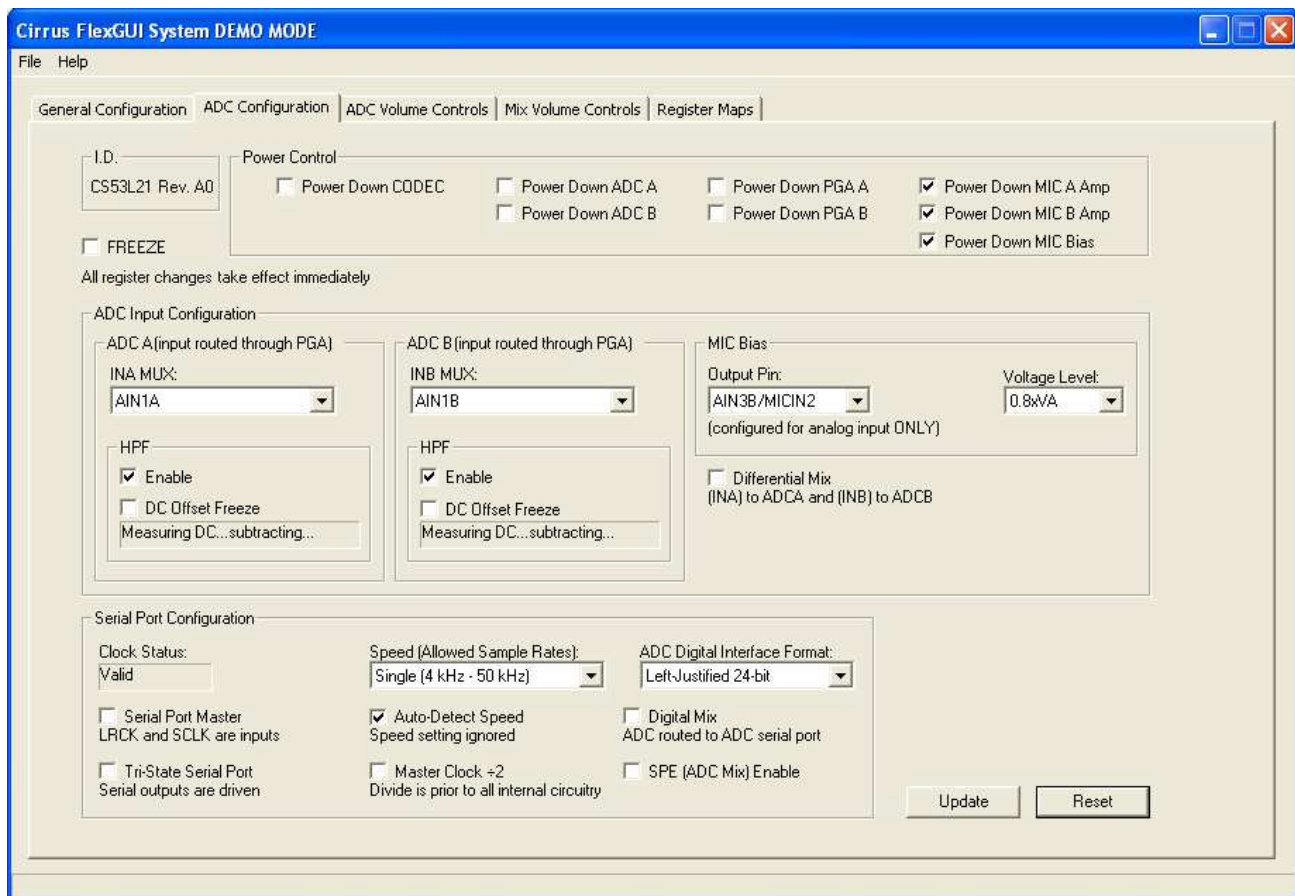 Cirrus FlexGUI System DEMO MODE
File Help
General Configuration ADC Configuration ADC Volume Controls Mix Volume Controls Register Maps
I.D.
CS53L21 Rev. A0
Power Control
Power Down CODEC
Power Down ADC A
Power Down PGA A
Power Down MIC A Amp
Power Down ADC B
Power Down PGA B
Power Down MIC B Amp
Power Down MIC Bias
FREEZE
All register changes take effect immediately
ADC Input Configuration
ADC A(input routed through PGA)
INA MUX:
AIN1A
HPF
Enable
DC Offset Freeze
Measuring DC...subtracting...
ADC B(input routed through PGA)
INB MUX:
AIN1B
HPF
Enable
DC Offset Freeze
Measuring DC...subtracting...
MIC Bias
Output Pin:
AIN3B/MICIN2
(configured for analog input ONLY)
Voltage Level:
0.8xVA
Differential Mix
(INA) to ADCA and (INB) to ADCB
Serial Port Configuration
Clock Status:
Valid
Speed (Allowed Sample Rates):
Single (4 kHz - 50 kHz)
ADC Digital Interface Format:
Left-Justified 24-bit
Serial Port Master
LRCK and SCLK are inputs
Auto-Detect Speed
Speed setting ignored
Digital Mix
ADC routed to ADC serial port
Tri-State Serial Port
Serial outputs are driven
Master Clock ÷2
Divide is prior to all internal circuitry
SPE (ADC Mix) Enable
Update
Reset